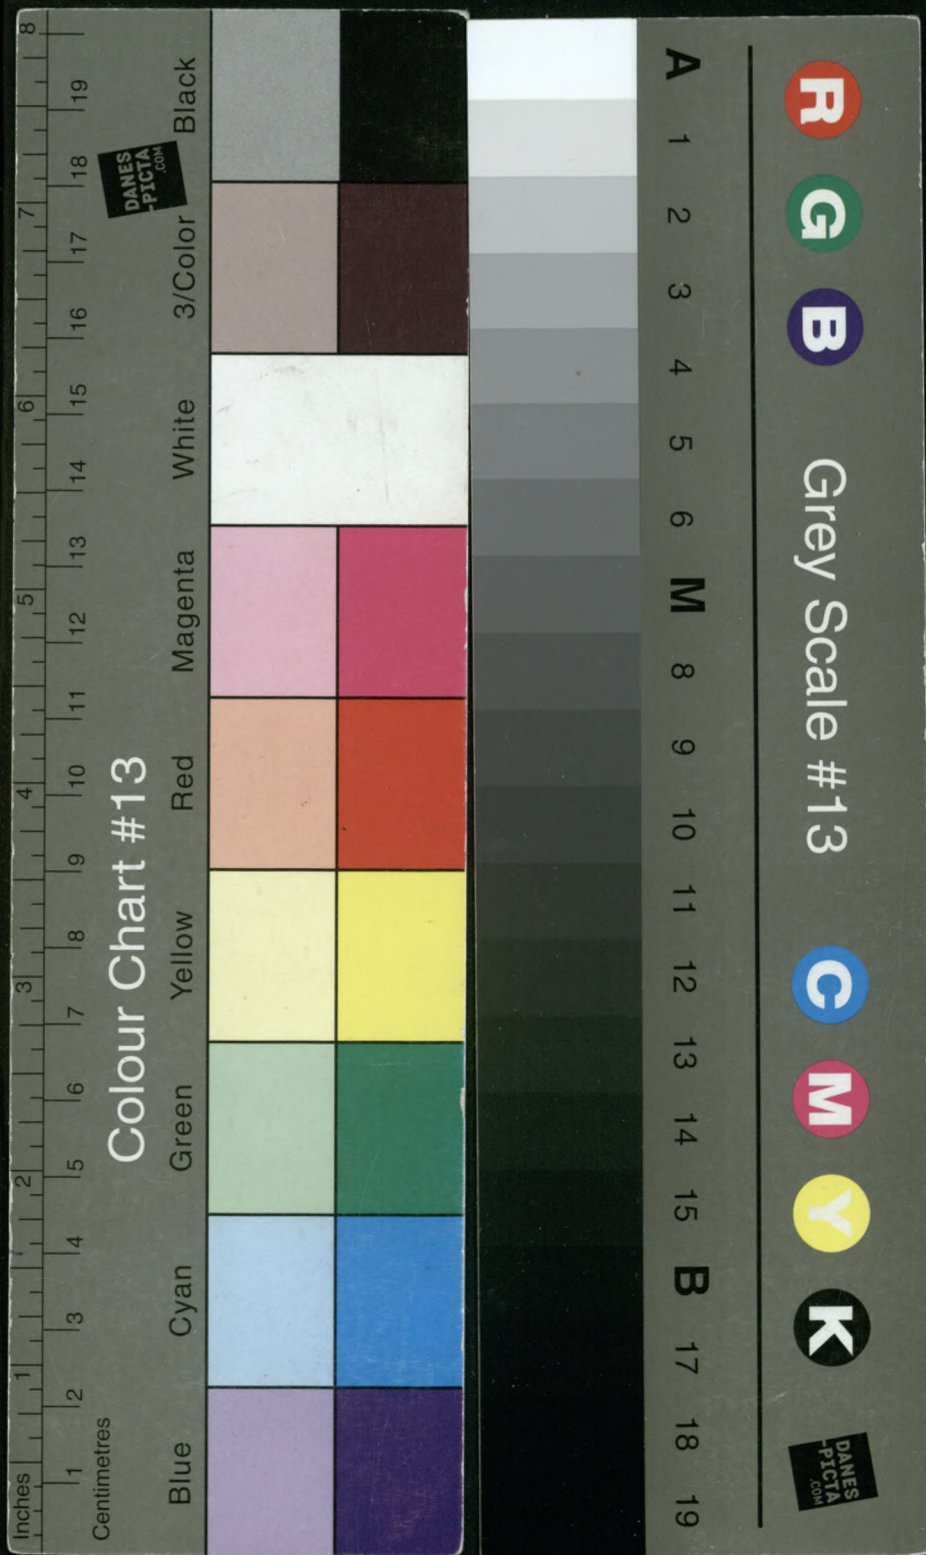 Colour Chart #13
Inches 1 2 3 4 5 6 7 8
Centimetres 1 2 3 4 5 6 7 8 9 10 11 12 13 14 15 16 17 18 19
Blue Cyan Green Yellow Red Magenta White 3/Color Black
DANES
-PICTA
.COM
R G B Grey Scale #13 C M Y K
DANES
-PICTA
.COM
A 1 2 3 4 5 6 M 8 9 10 11 12 13 14 15 B 17 18 19